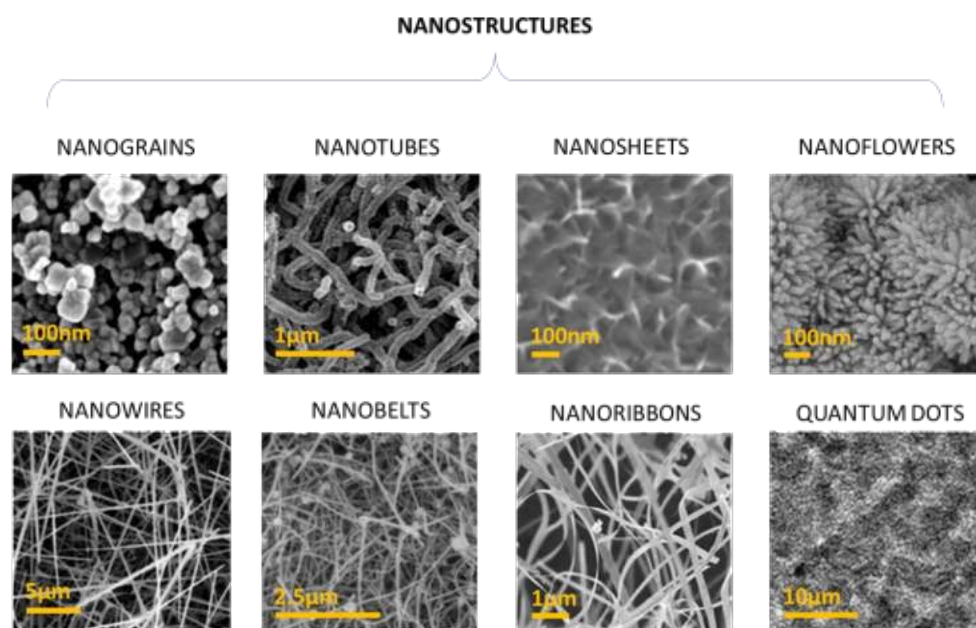 NANOSTRUCTURES
NANOGRAINS
NANOTUBES
NANOSHEETS
NANOFLOWERS
100nm
1μm
100nm
100nm
NANOWIRES
NANOBELTS
NANORIBBONS
QUANTUM DOTS
5μm
2.5μm
1μm
10μm